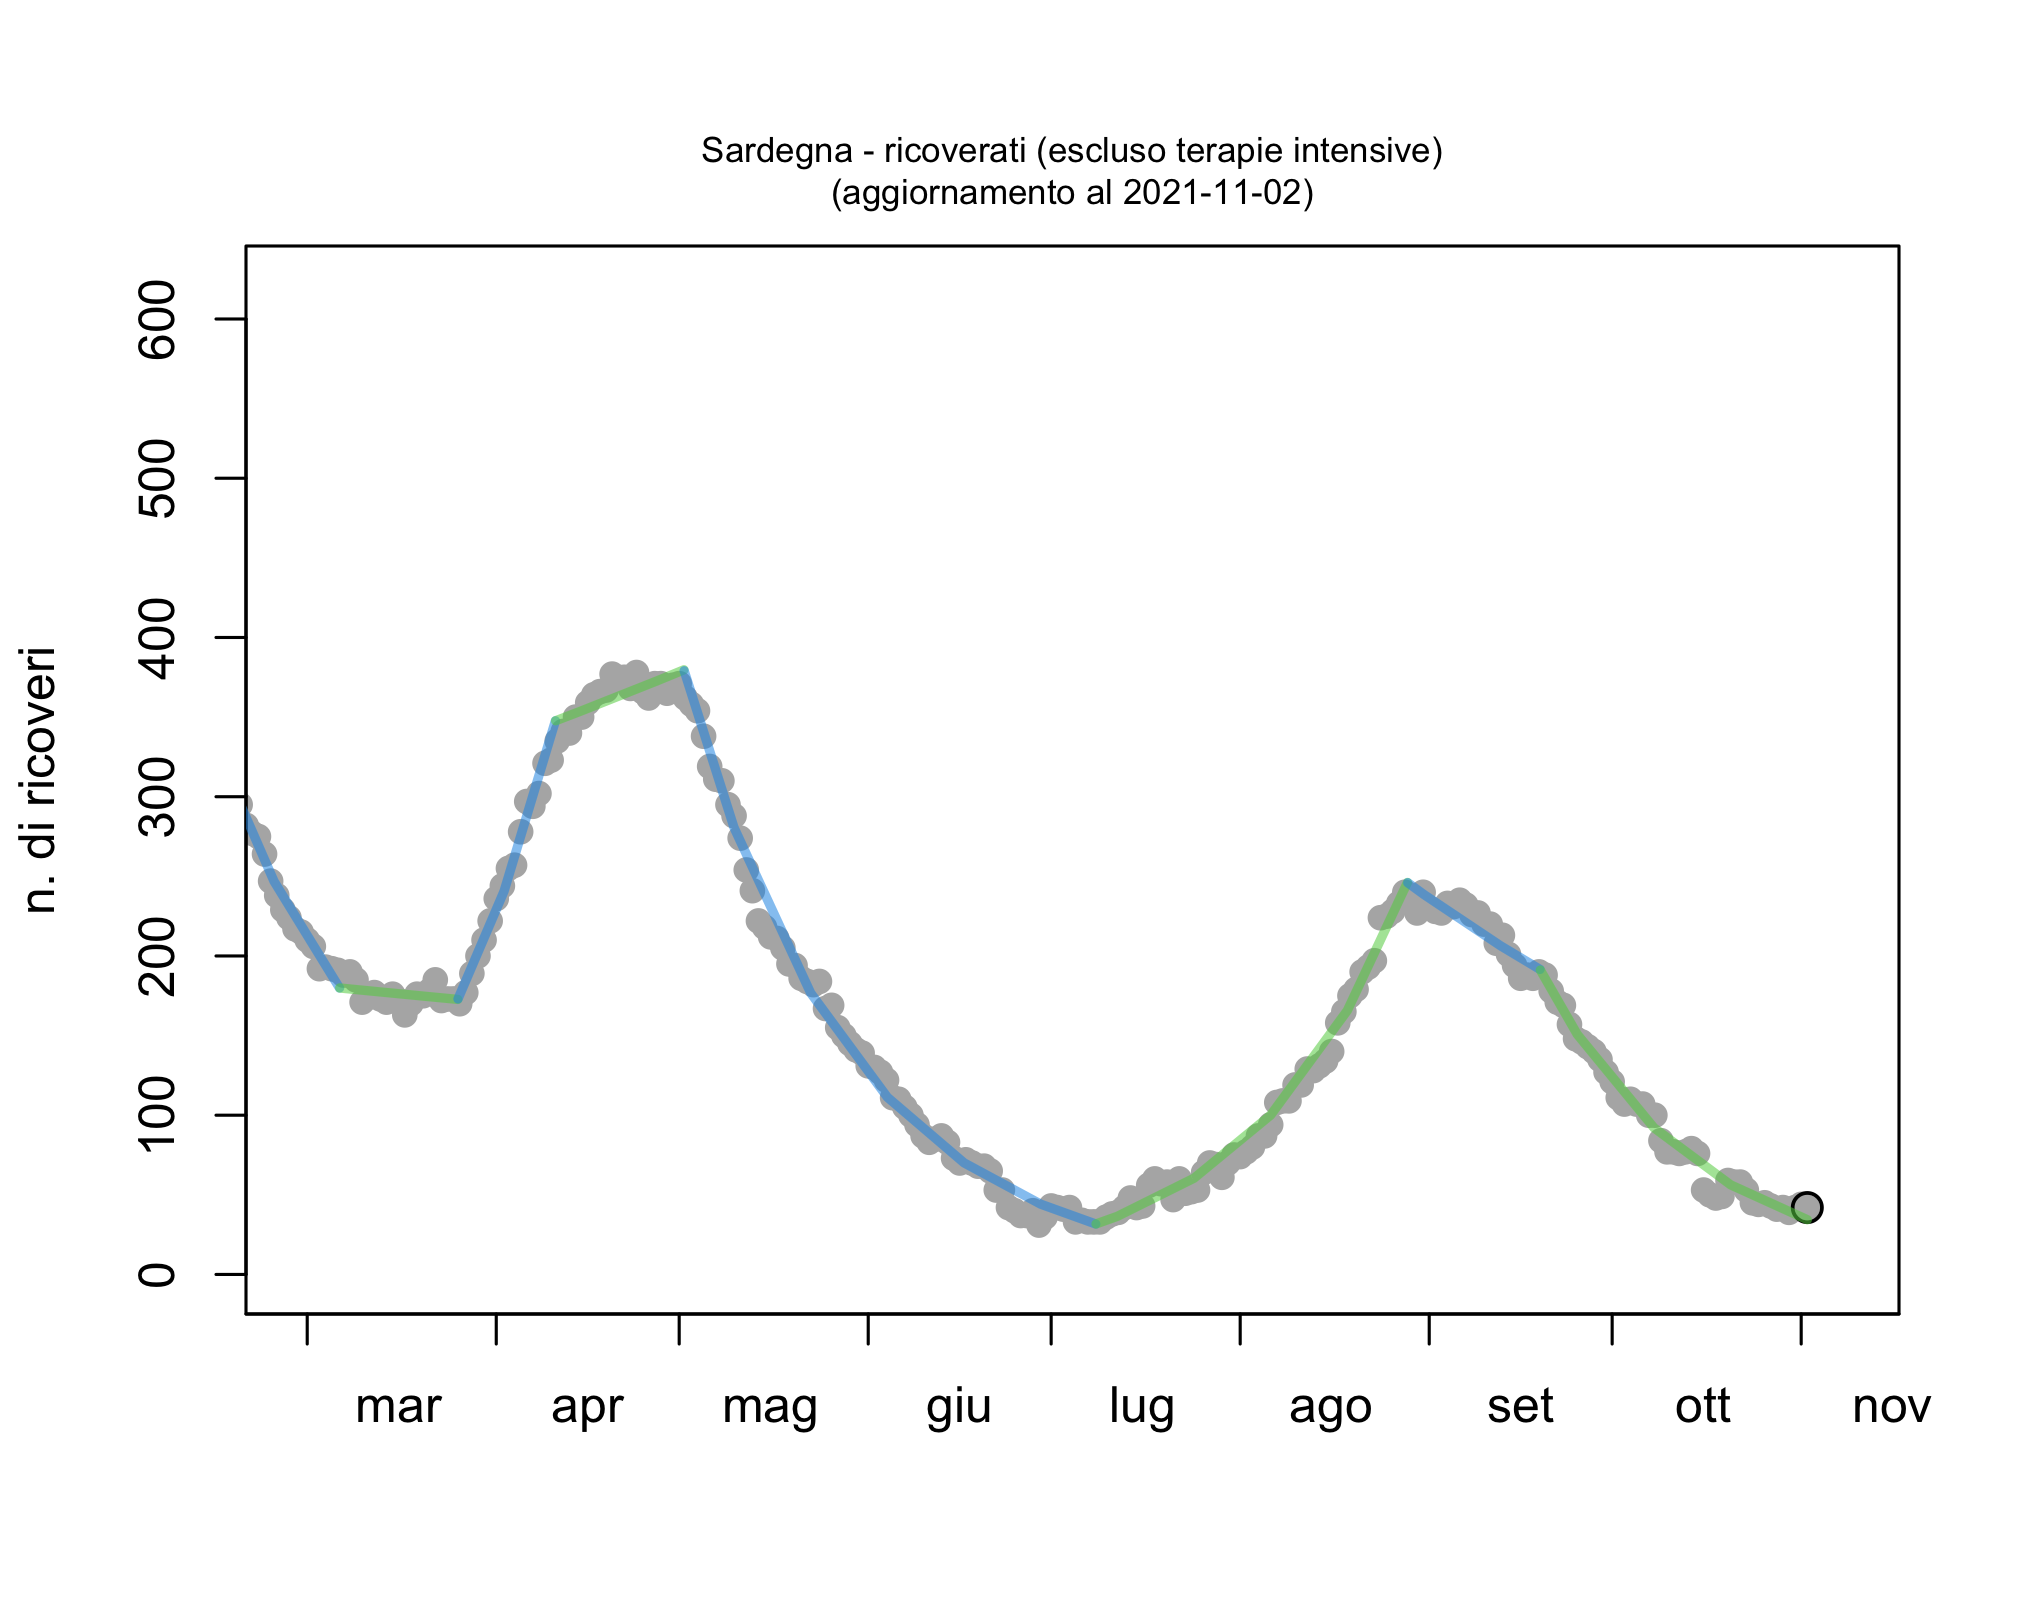 Sardegna - ricoverati (escluso terapie intensive)
(aggiornamento al 2021-11-02)
n. di ricoveri
600
500
400
300
200
100
0
mar apr mag giu lug ago set ott nov